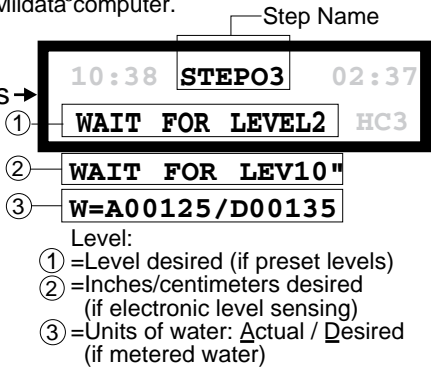 Milldata computer.
Step Name
10:38 STEPO3 02:37
S
1 WAIT FOR LEVEL2 HC3
2 WAIT FOR LEV10"
3 W=A00125/D00135
Level:
1 =Level desired (if preset levels)
2 =Inches/centimeters desired
(if electronic level sensing)
3 =Units of water: Actual / Desired
(if metered water)